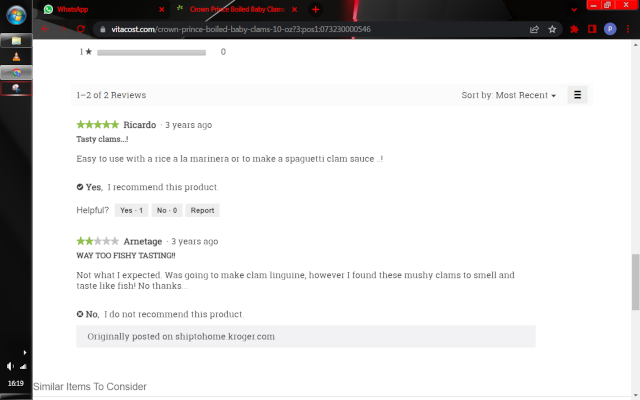 WhatsApp
Crown Prince Boiled Baby Clams
vitacost.com/crown-prince-boiled-baby-clams-10-oz?3:pos1:073230000546
P
1★ 0
1–2 of 2 Reviews
Sort by: Most Recent
★★★★★ Ricardo · 3 years ago
Tasty clams...!
Easy to use with a rice a la marinera or to make a spaguetti clam sauce ..!
Yes, I recommend this product.
Helpful? Yes · 1 No · 0 Report
★★★★★ Arnetage · 3 years ago
WAY TOO FISHY TASTING!!
Not what I expected. Was going to make clam linguine, however I found these mushy clams to smell and
taste like fish! No thanks...
No, I do not recommend this product.
Originally posted on shiptohome.kroger.com
16:19
Similar Items To Consider